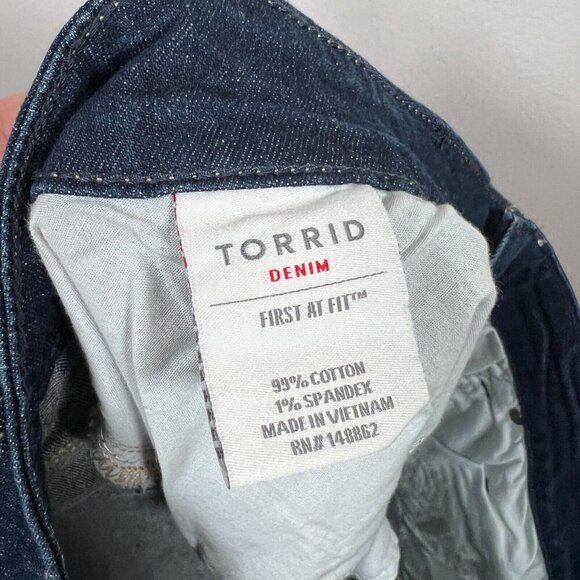 TORRID
DENIM
FIRST AT FIT™
99% COTTON
1% SPANDEX
MADE IN VIETNAM
RN# 148862